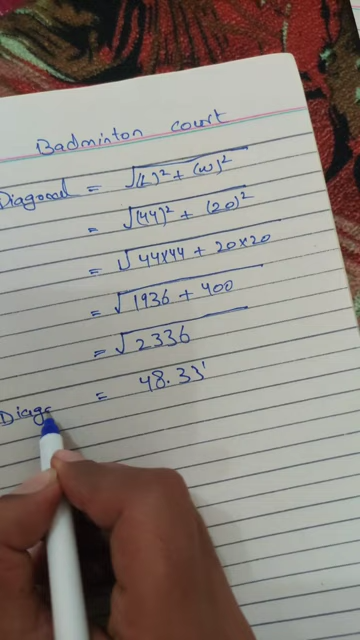 Badminton court
Diagonal = √(L)² + (W)²
= √(44)² + (20)²
= √44×44 + 20×20
= √1936 + 400
= √2336
Diago = 48.33'